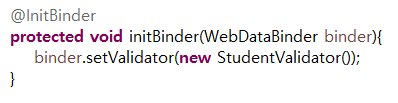 @InitBinder
protected void initBinder(WebDataBinder binder){
binder.setValidator(new StudentValidator());
}